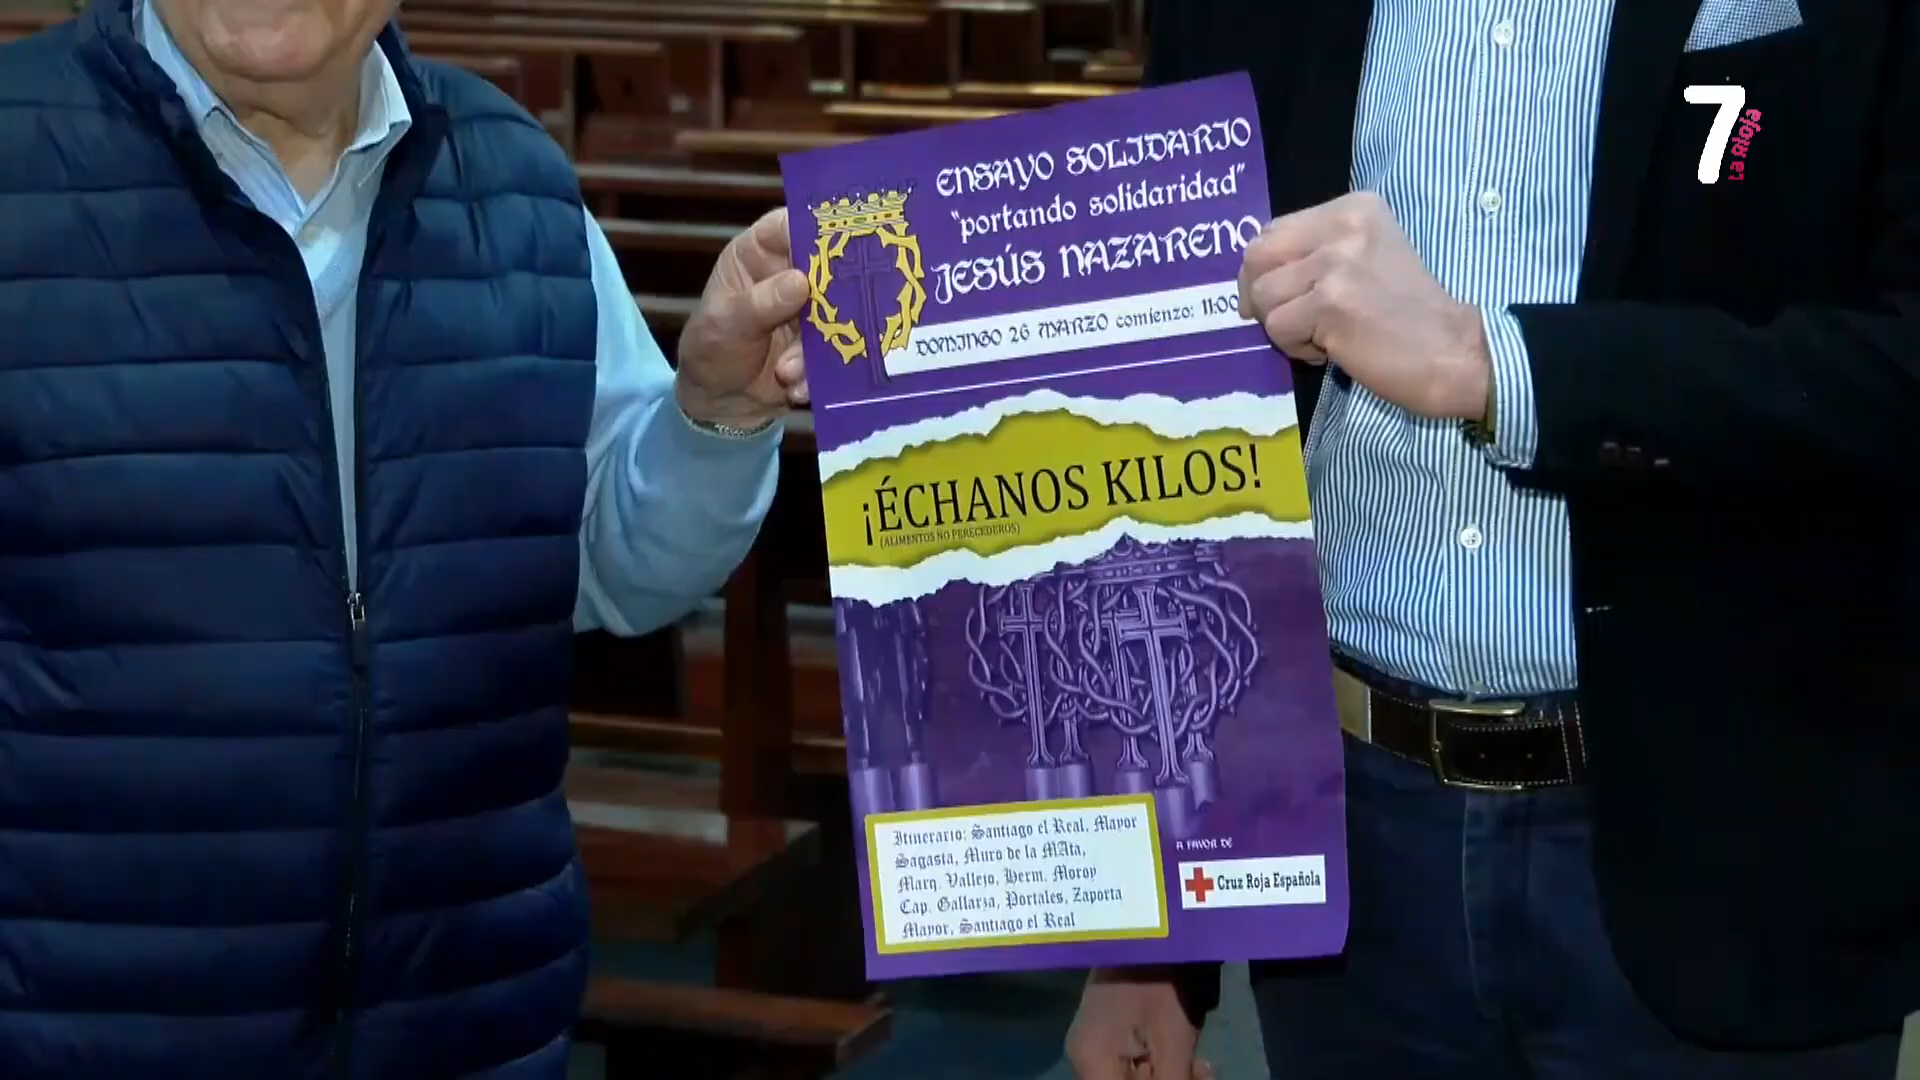 7
La Rioja
ENSAYO SOLIDARIO
"portando solidaridad"
JESÚS NAZARENO
DOMINGO 26 MARZO comienzo: 11:00
¡ÉCHANOS KILOS!
(ALIMENTOS NO PERECEDEROS)
Itinerario: Santiago el Real, Mayor
Sagasta, Muro de la MAta,
Marq. Vallejo, Herm. Moroy
Cap. Gallarza, Portales, Zaporta
Mayor, Santiago el Real
A FAVOR DE
Cruz Roja Española